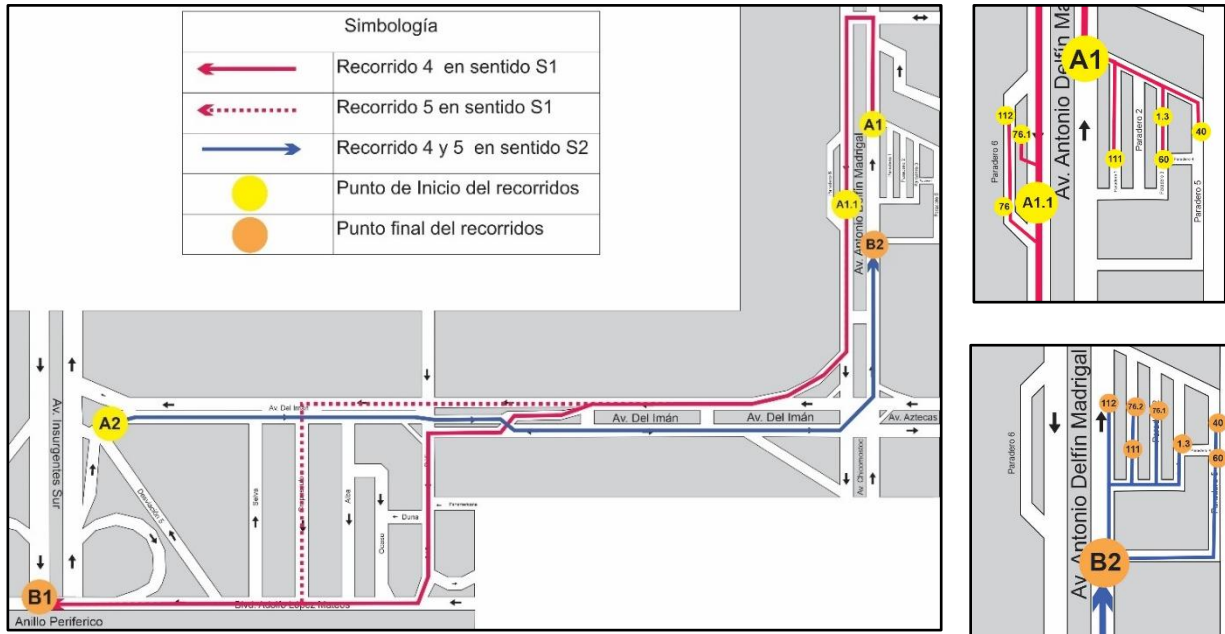 Simbología
Recorrido 4 en sentido S1
Recorrido 5 en sentido S1
Recorrido 4 y 5 en sentido S2
Punto de Inicio del recorridos
Punto final del recorridos
A1
A1.1
B2
Av. Antonio Delfín Madrigal
Av. Del Imán
A2
Av. Del Imán
Av. Del Imán
Av. Aztecas
Av. Insurgentes Sur
Av. Chicomostoc
Desviación S
Selva
Alba
Ocaso
Duna
B1
Blvd. Adolfo López Mateos
Anillo Periferico
A1
Av. Antonio Delfín Ma
112
76.1
1.3
40
Paradero 2
Paradero 6
111
60
76
A1.1
Paradero 5
Av. Antonio Delfín Madrigal
112
76.2
76.1
40
Paradero 6
111
1.3
60
B2